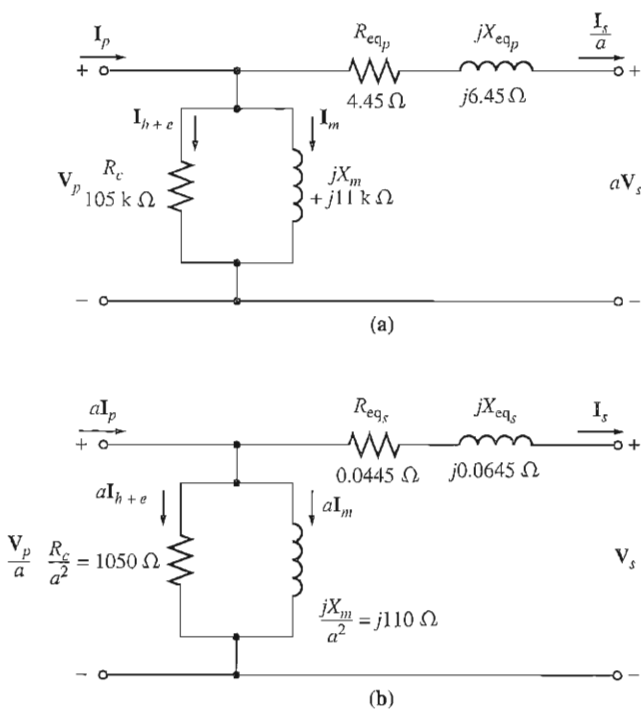 I_p
R_eq_p
jX_eq_p
I_s/a
+
+
4.45 Ω
j6.45 Ω
I_h+e
I_m
V_p
R_c
105 k Ω
jX_m
+ j11 k Ω
aV_s
−
−
(a)
aI_p
R_eq_s
jX_eq_s
I_s
+
+
0.0445 Ω
j0.0645 Ω
aI_h+e
aI_m
V_p/a
R_c/a² = 1050 Ω
V_s
jX_m/a² = j110 Ω
−
−
(b)